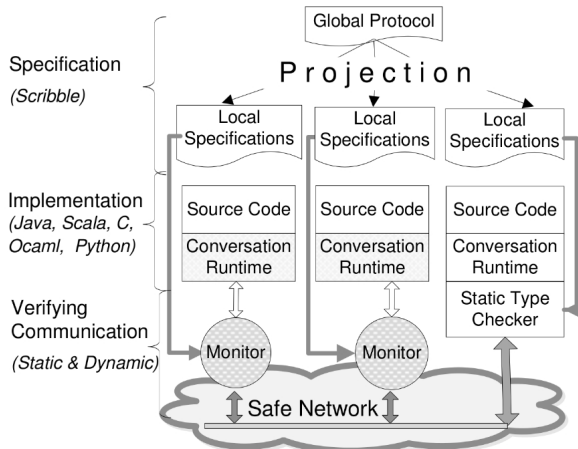 Global Protocol
Specification
(Scribble)
Projection
Local
Specifications
Local
Specifications
Local
Specifications
Implementation
(Java, Scala, C,
Ocaml, Python)
Source Code
Conversation
Runtime
Source Code
Conversation
Runtime
Source Code
Conversation
Runtime
Static Type
Checker
Verifying
Communication
(Static & Dynamic)
Monitor
Monitor
Safe Network